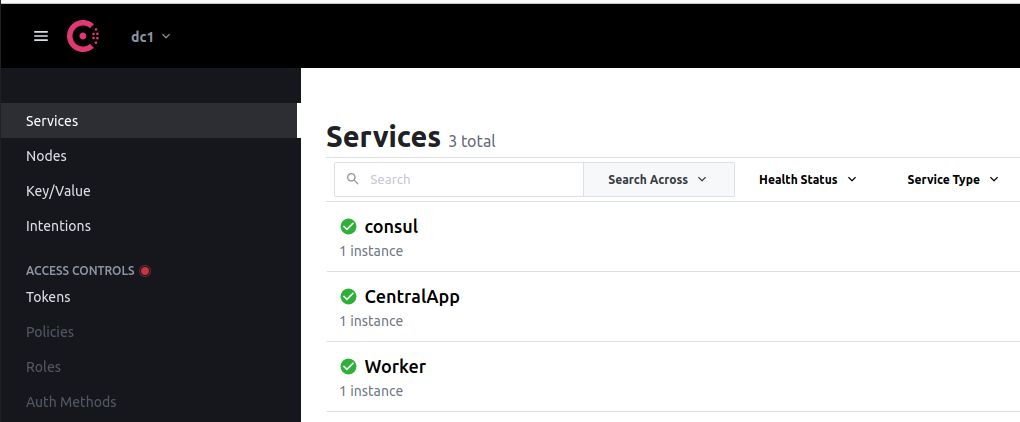 dc1
Services
Nodes
Key/Value
Intentions
ACCESS CONTROLS
Tokens
Policies
Roles
Auth Methods
Services 3 total
Search Search Across Health Status Service Type
consul
1 instance
CentralApp
1 instance
Worker
1 instance